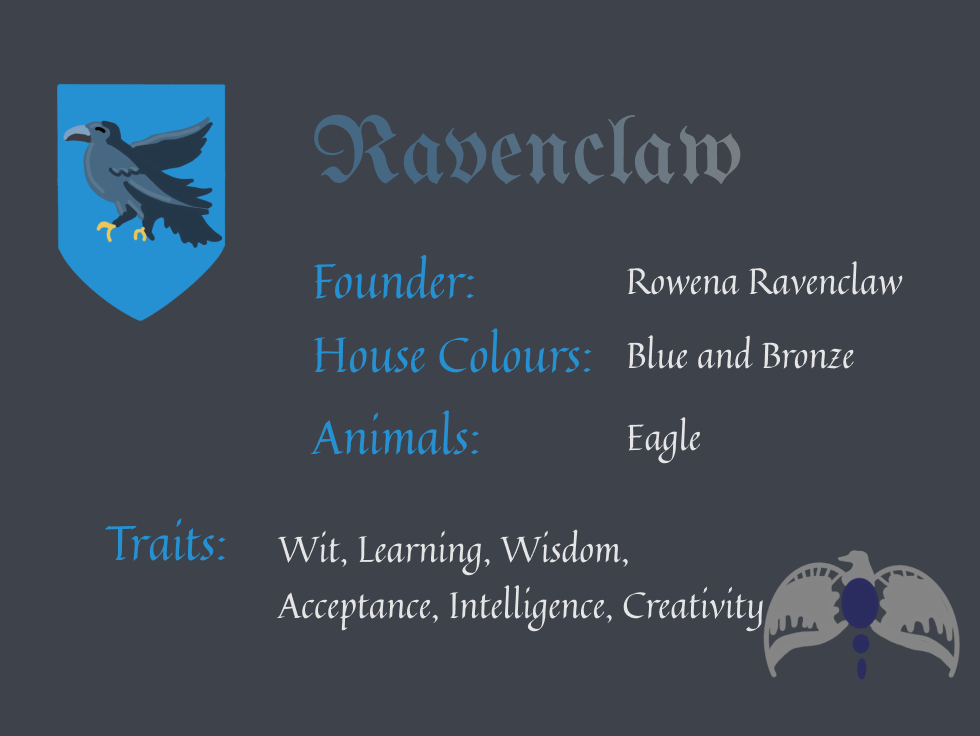 Ravenclaw
Founder: Rowena Ravenclaw
House Colours: Blue and Bronze
Animals: Eagle
Traits: Wit, Learning, Wisdom,
Acceptance, Intelligence, Creativity